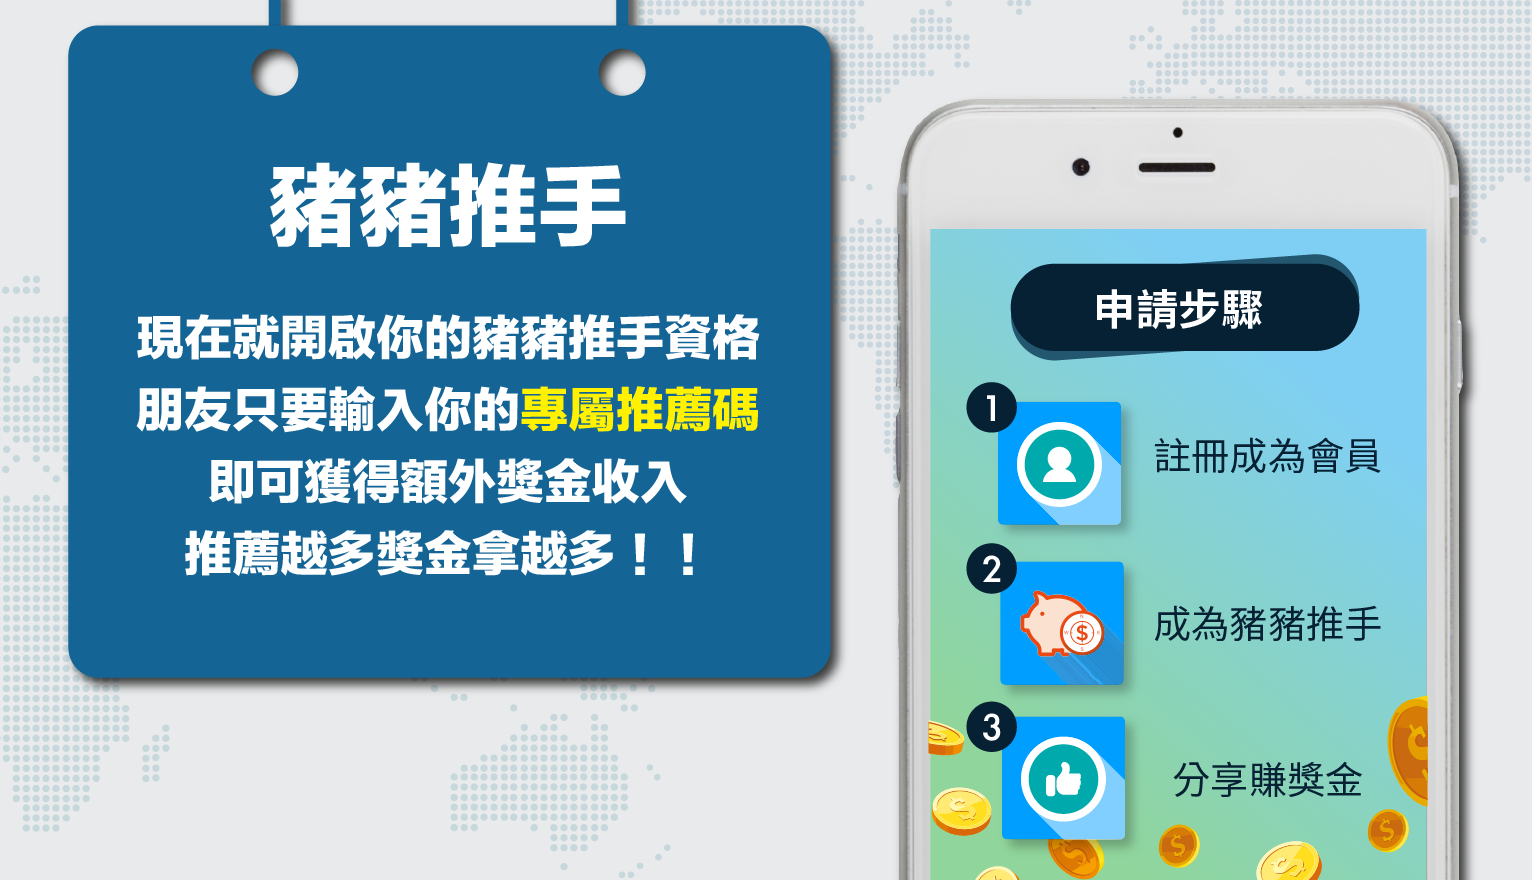 豬豬推手
現在就開啟你的豬豬推手資格
朋友只要輸入你的專屬推薦碼
即可獲得額外獎金收入
推薦越多獎金拿越多！！
申請步驟
1
註冊成為會員
2
成為豬豬推手
3
分享賺獎金